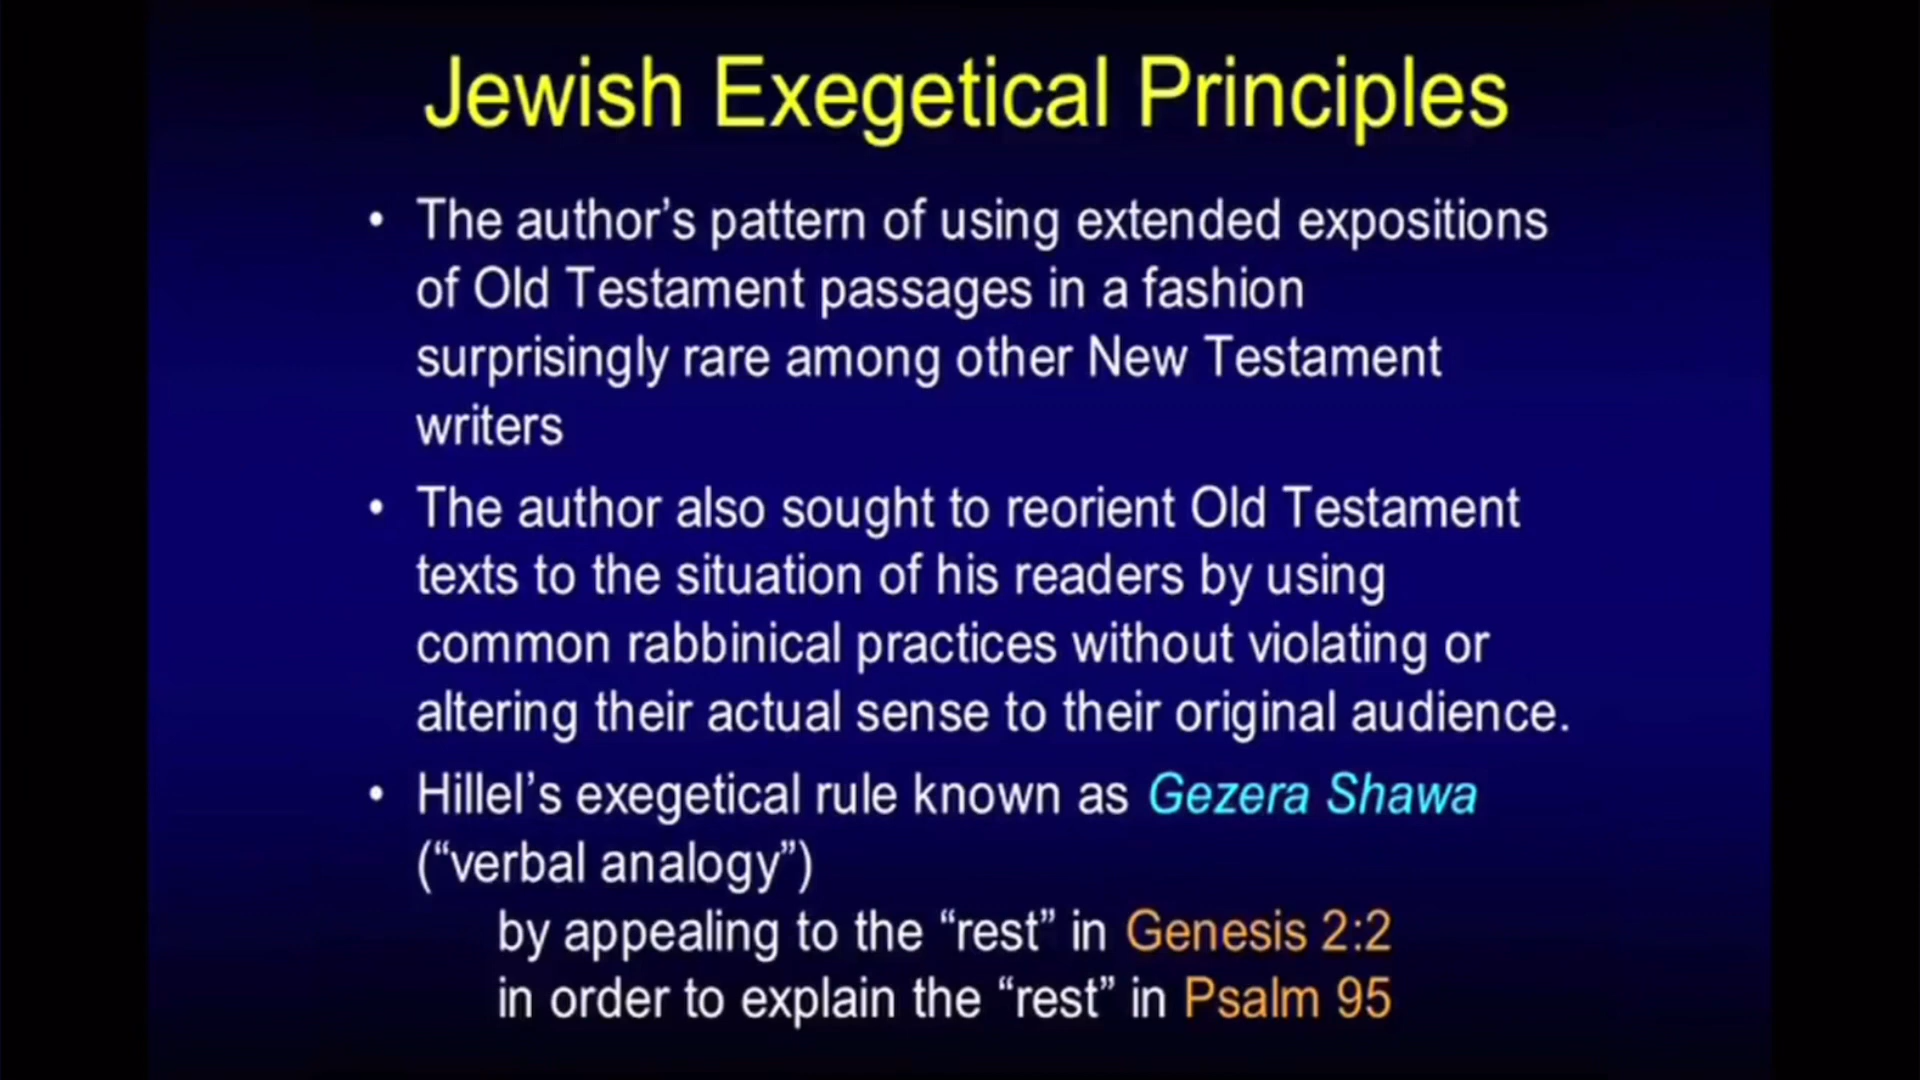 Jewish Exegetical Principles
• The author’s pattern of using extended expositions
of Old Testament passages in a fashion
surprisingly rare among other New Testament
writers
• The author also sought to reorient Old Testament
texts to the situation of his readers by using
common rabbinical practices without violating or
altering their actual sense to their original audience.
• Hillel’s exegetical rule known as Gezera Shawa
(“verbal analogy”)
by appealing to the “rest” in Genesis 2:2
in order to explain the “rest” in Psalm 95